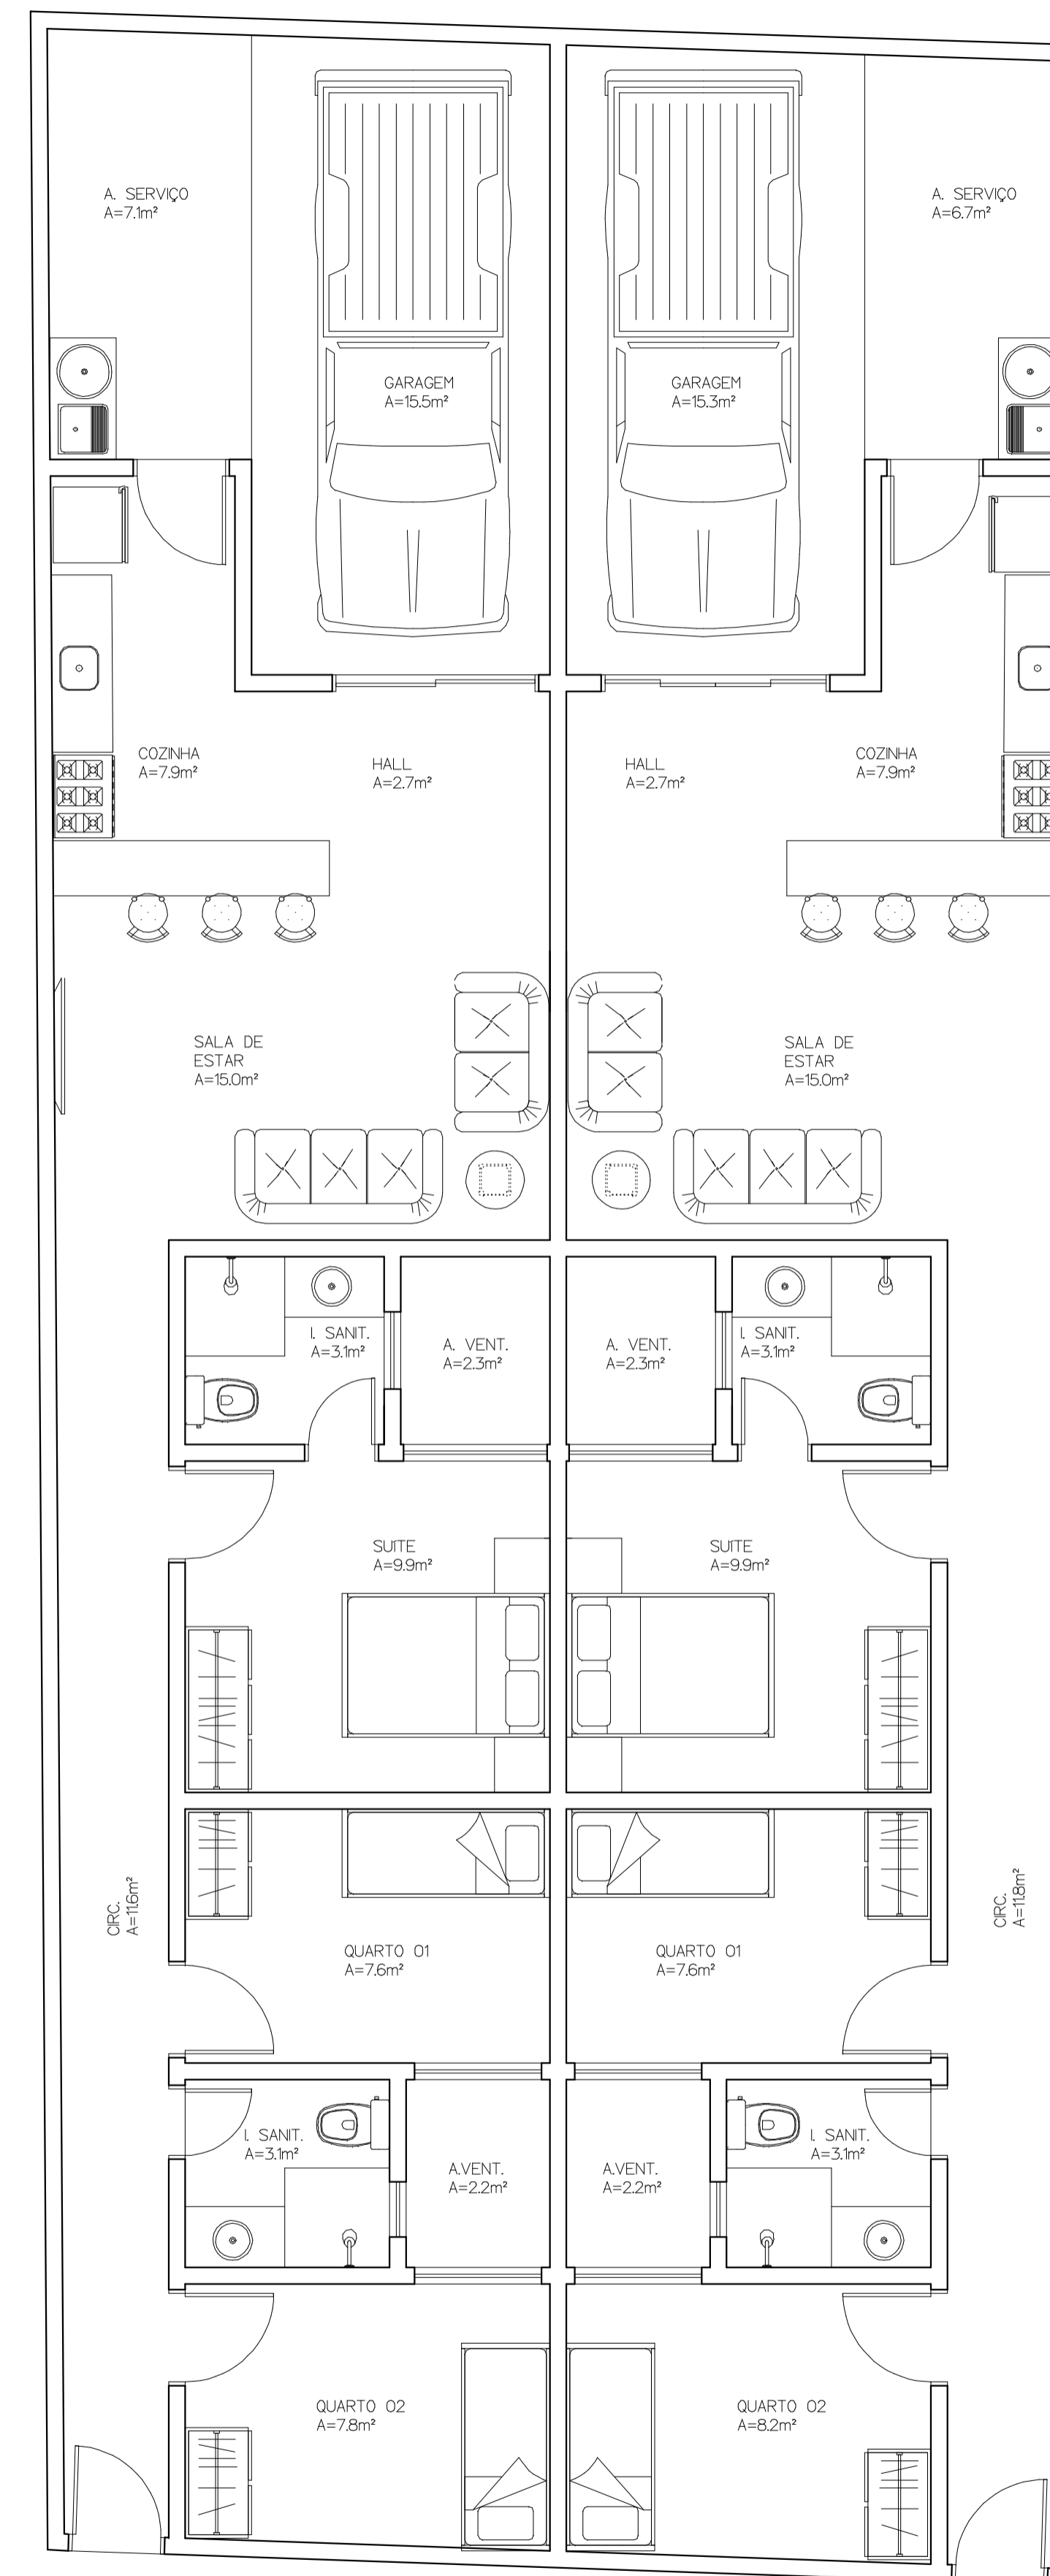 A. SERVIÇO
A=7.1m²
A. SERVIÇO
A=6.7m²
GARAGEM
A=15.5m²
GARAGEM
A=15.3m²
COZINHA
A=7.9m²
HALL
A=2.7m²
HALL
A=2.7m²
COZINHA
A=7.9m²
SALA DE
ESTAR
A=15.0m²
SALA DE
ESTAR
A=15.0m²
I. SANIT.
A=3.1m²
A. VENT.
A=2.3m²
A. VENT.
A=2.3m²
I. SANIT.
A=3.1m²
SUÍTE
A=9.9m²
SUÍTE
A=9.9m²
CIRC.
A=11.6m²
QUARTO 01
A=7.6m²
QUARTO 01
A=7.6m²
CIRC.
A=11.8m²
I. SANIT.
A=3.1m²
A.VENT.
A=2.2m²
A.VENT.
A=2.2m²
I. SANIT.
A=3.1m²
QUARTO 02
A=7.8m²
QUARTO 02
A=8.2m²